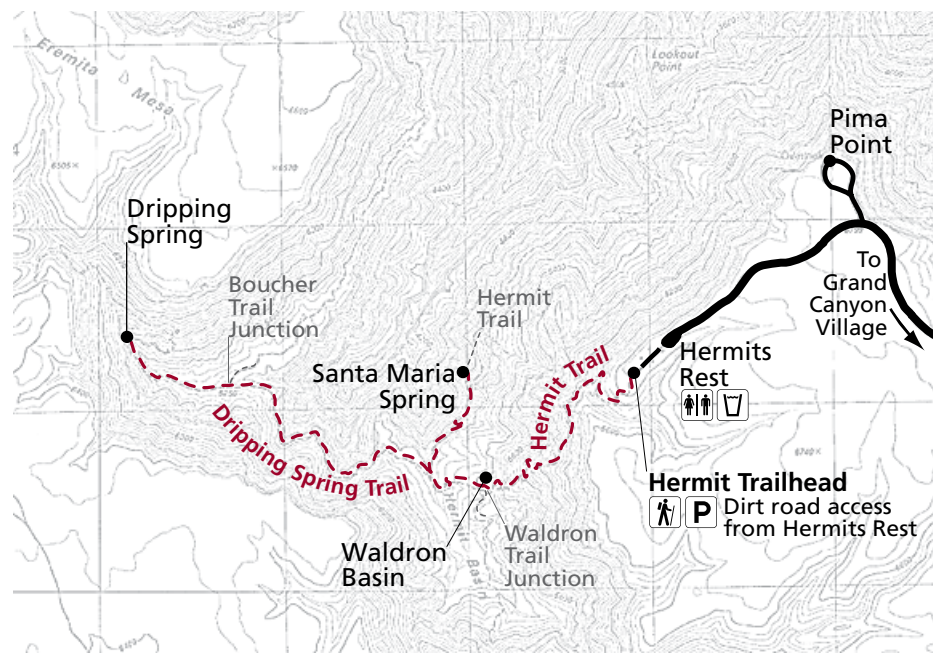 Eremita
Mesa
Lookout
Point
Pima
Point
Dripping
Spring
To
Grand
Canyon
Village
Boucher
Trail
Junction
Hermit
Trail
Santa Maria
Spring
Hermit Trail
Hermits
Rest
Dripping Spring Trail
Hermit Trailhead
P
Dirt road access
from Hermits Rest
Hermit
Basin
Waldron
Basin
Waldron
Trail
Junction